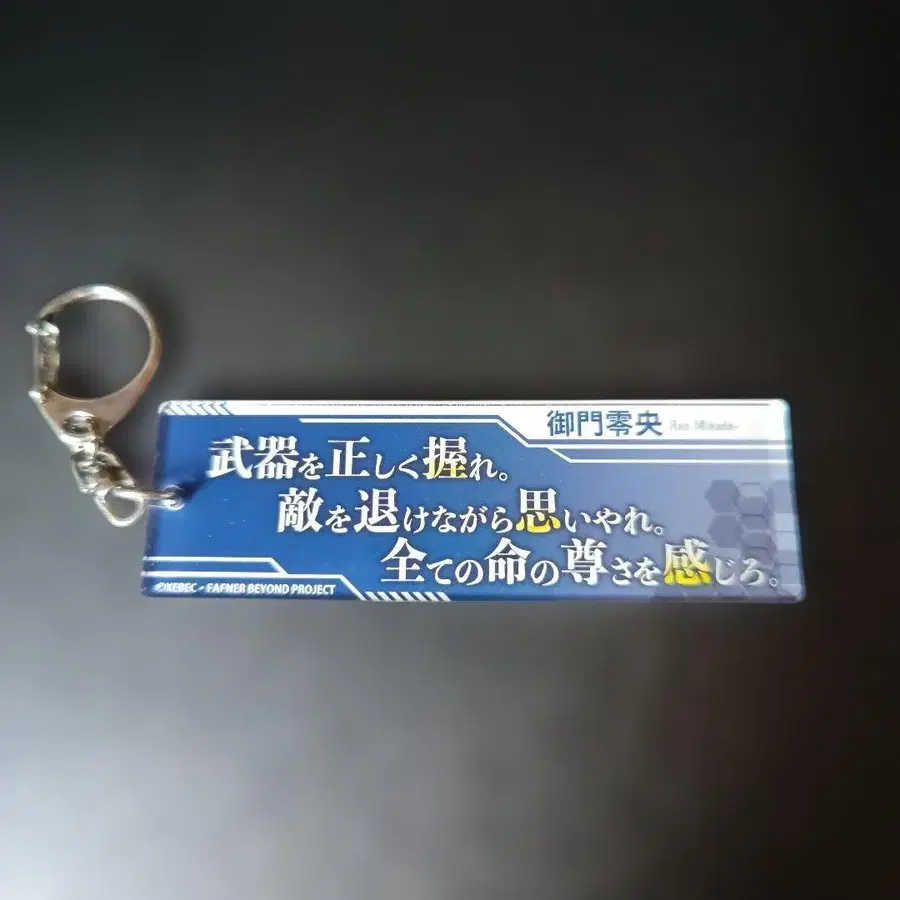 御門零央
武器を正しく握れ。
敵を退けながら思いやれ。
全ての命の尊さを感じろ。
©XEBEC・FAFNER BEYOND PROJECT